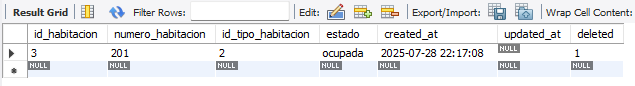 Result Grid Filter Rows: Edit: Export/Import: Wrap Cell Content:
id_habitacion numero_habitacion id_tipo_habitacion estado created_at updated_at deleted
3 201 2 ocupada 2025-07-28 22:17:08 NULL 1
NULL NULL NULL NULL NULL NULL NULL